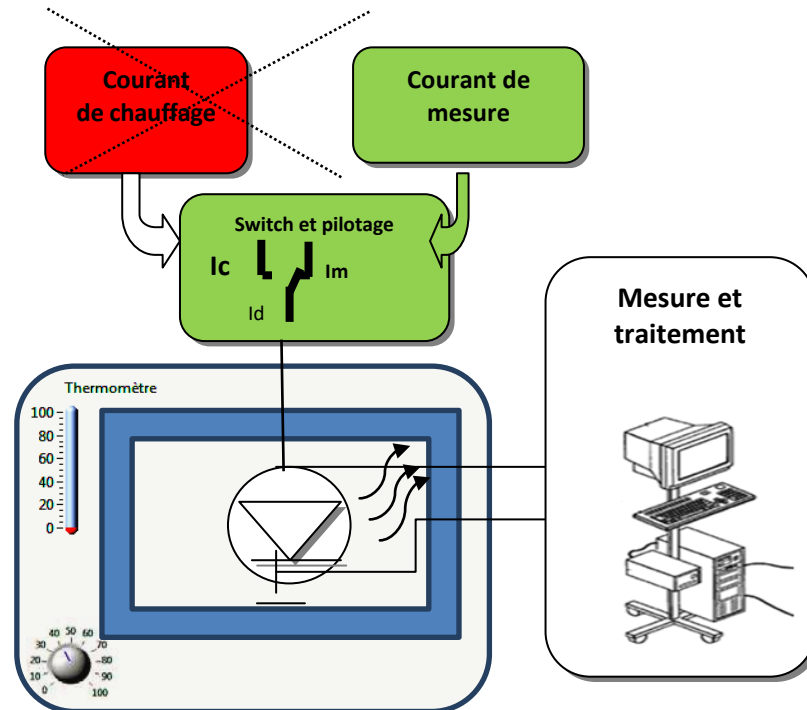 Courant
de chauffage
Courant de
mesure
Switch et pilotage
Ic
Im
Id
Mesure et
traitement
Thermomètre
100
80
60
40
20
0
0
10
20
30
40
50
60
70
80
90
100